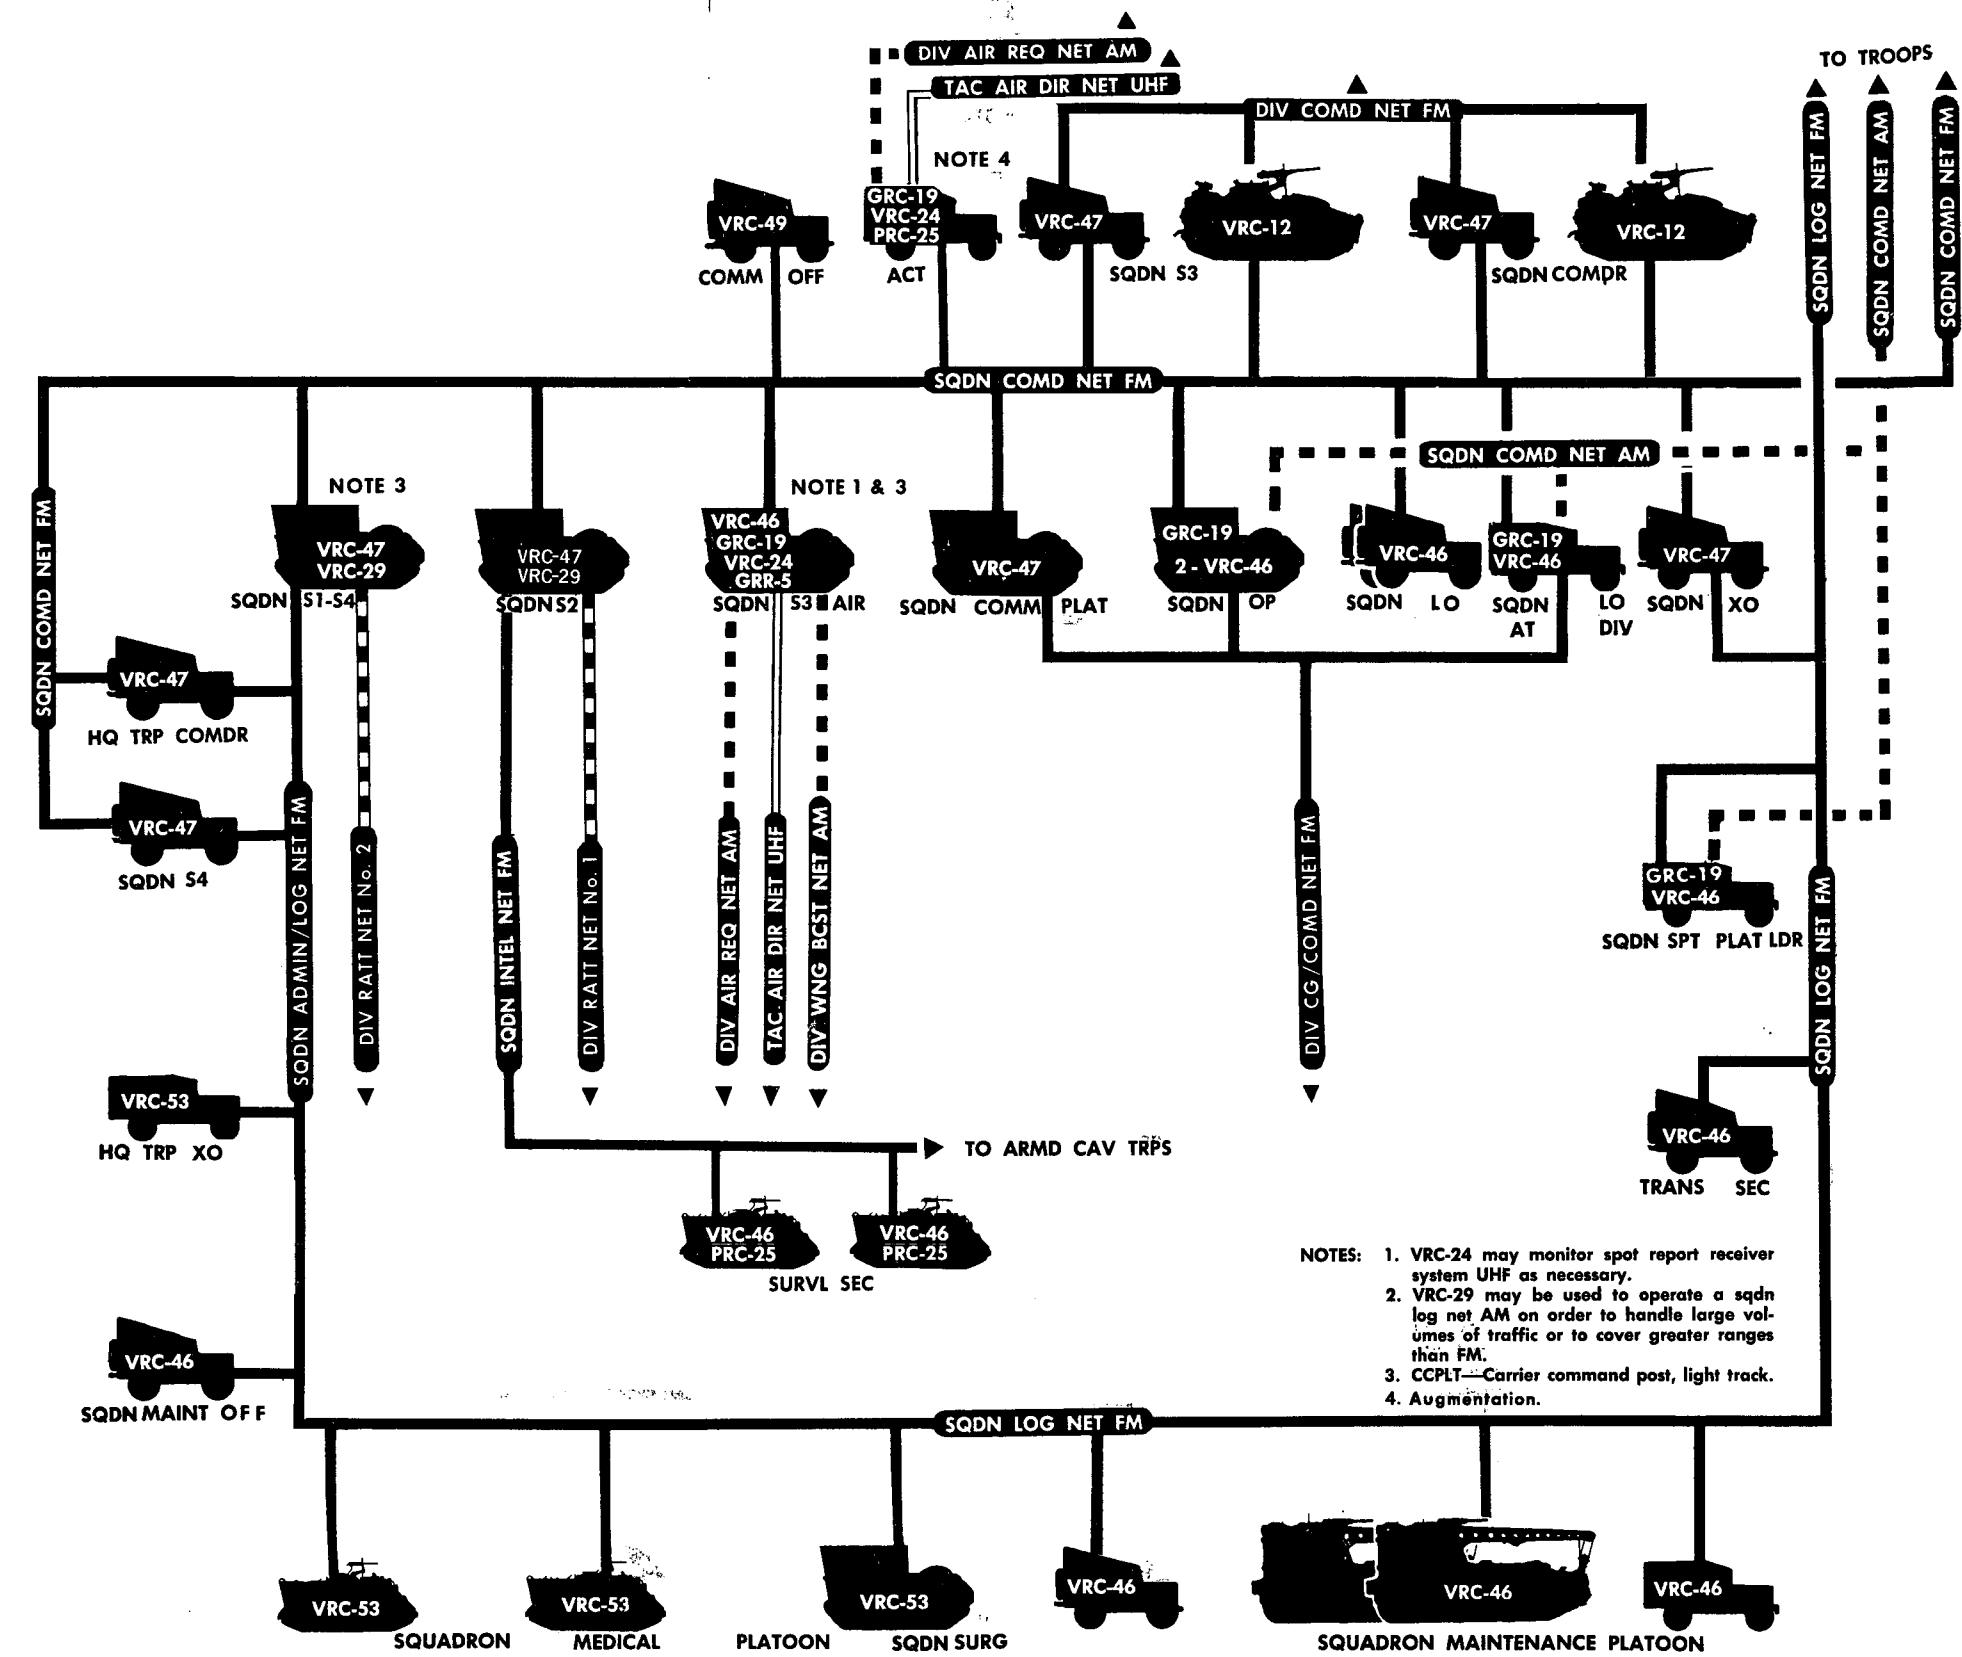 DIV AIR REQ NET AM
TO TROOPS
TAC AIR DIR NET UHF
DIV COMD NET FM
SQDN LOG NET FM
SQDN COMD NET AM
SQDN COMD NET FM
NOTE 4
VRC-49
COMM OFF
GRC-19
VRC-24
PRC-25
ACT
VRC-47
VRC-12
SQDN S3
VRC-47
VRC-12
SQDN COMDR
SQDN COMD NET FM
SQDN COMD NET AM
SQDN COMD NET FM
NOTE 3
VRC-47
VRC-29
SQDN S1-S4
VRC-47
VRC-29
SQDN S2
NOTE 1 & 3
VRC-46
GRC-19
VRC-24
GRR-5
SQDN S3 AIR
VRC-47
SQDN COMM PLAT
GRC-19
2 - VRC-46
SQDN OP
VRC-46
SQDN LO
GRC-19
VRC-46
SQDN LO
AT DIV
VRC-47
SQDN XO
VRC-47
HQ TRP COMDR
VRC-47
SQDN S4
SQDN ADMIN/LOG NET FM
DIV RATT NET No. 2
SQDN INTEL NET FM
DIV RATT NET No. 1
DIV AIR REQ NET AM
TAC AIR DIR NET UHF
DIV WNG BCST NET AM
DIV CG/COMD NET FM
GRC-19
VRC-46
SQDN SPT PLAT LDR
SQDN LOG NET FM
VRC-53
HQ TRP XO
TO ARMD CAV TRPS
VRC-46
TRANS SEC
VRC-46
PRC-25
VRC-46
PRC-25
SURVL SEC
VRC-46
SQDN MAINT OFF
NOTES: 1. VRC-24 may monitor spot report receiver
system UHF as necessary.
2. VRC-29 may be used to operate a sqdn
log net AM on order to handle large vol-
umes of traffic or to cover greater ranges
than FM.
3. CCPLT—Carrier command post, light track.
4. Augmentation.
SQDN LOG NET FM
VRC-53
VRC-53
VRC-53
VRC-46
VRC-46
VRC-46
SQUADRON MEDICAL PLATOON SQDN SURG
SQUADRON MAINTENANCE PLATOON